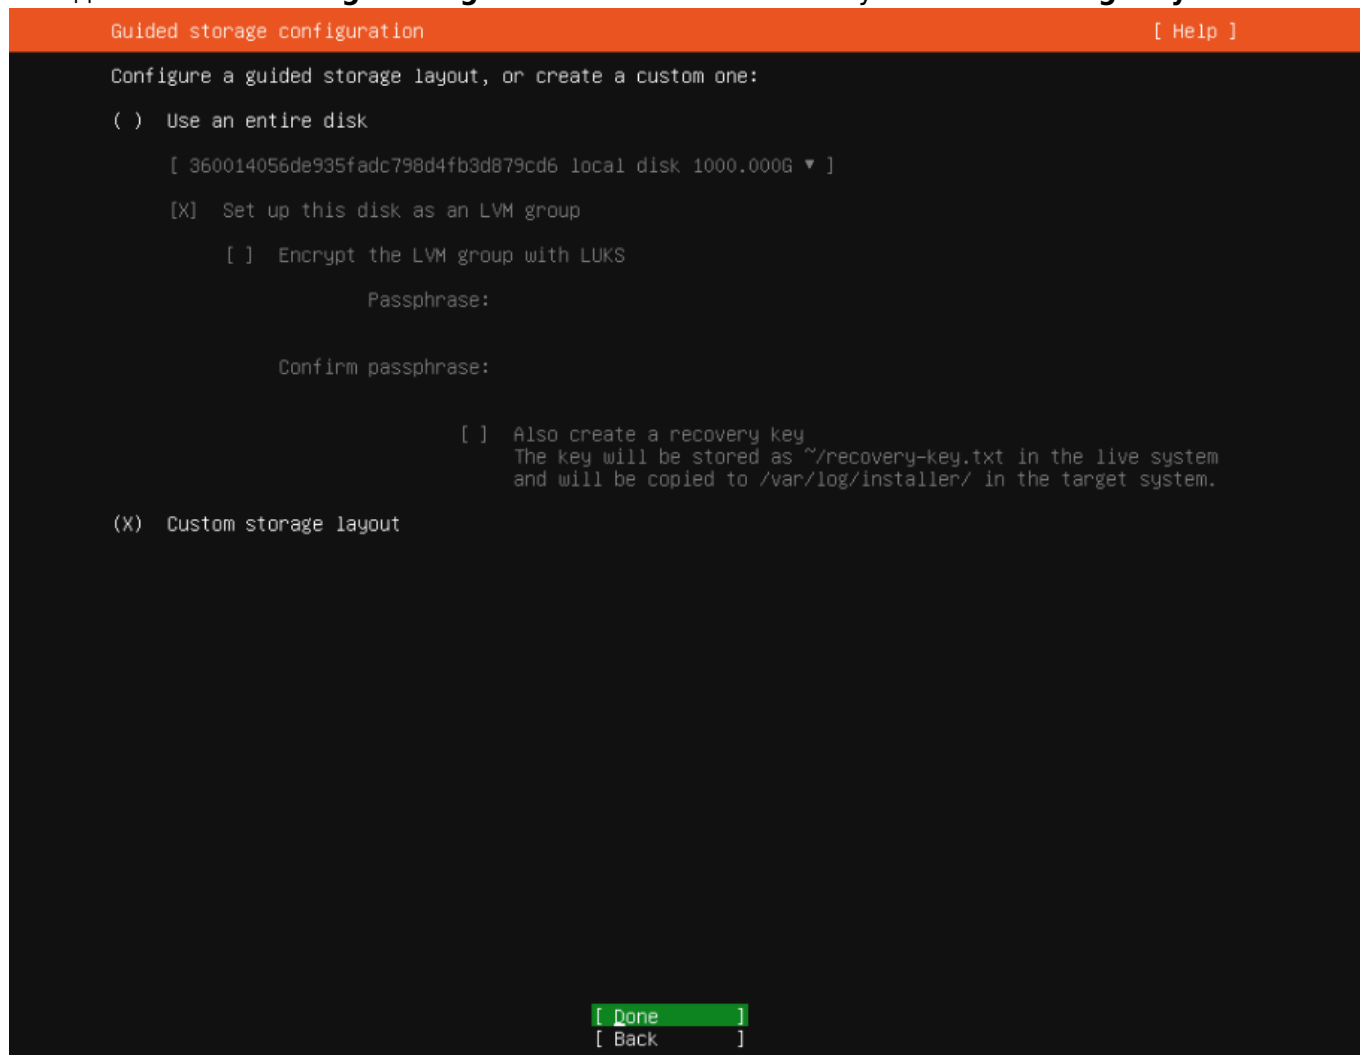 Guided storage configuration [ Help ]
Configure a guided storage layout, or create a custom one:
( ) Use an entire disk
[ 360014056de935fadc798d4fb3d879cd6 local disk 1000.000G ▾ ]
[X] Set up this disk as an LVM group
[ ] Encrypt the LVM group with LUKS
Passphrase:
Confirm passphrase:
[ ] Also create a recovery key
The key will be stored as ~/recovery-key.txt in the live system
and will be copied to /var/log/installer/ in the target system.
(X) Custom storage layout
[ Done ]
[ Back ]